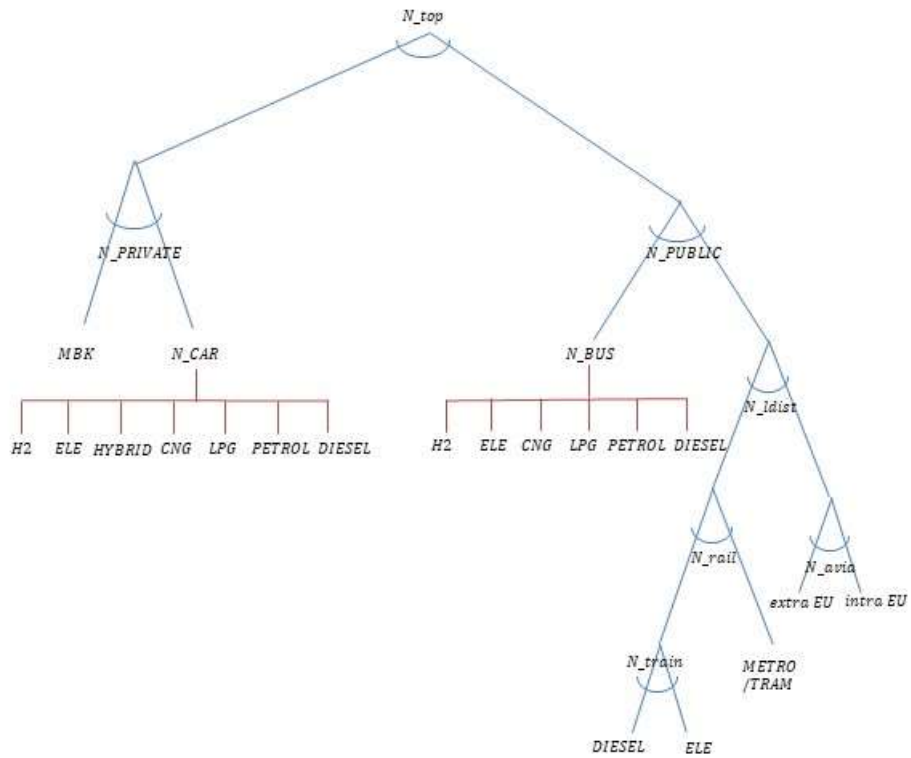 N_top
N_PRIVATE
N_PUBLIC
MBK
N_CAR
N_BUS
N_ldist
H2
ELE
HYBRID
CNG
LPG
PETROL
DIESEL
H2
ELE
CNG
LPG
PETROL
DIESEL
N_rail
N_avia
extra EU
intra EU
N_train
METRO
/TRAM
DIESEL
ELE